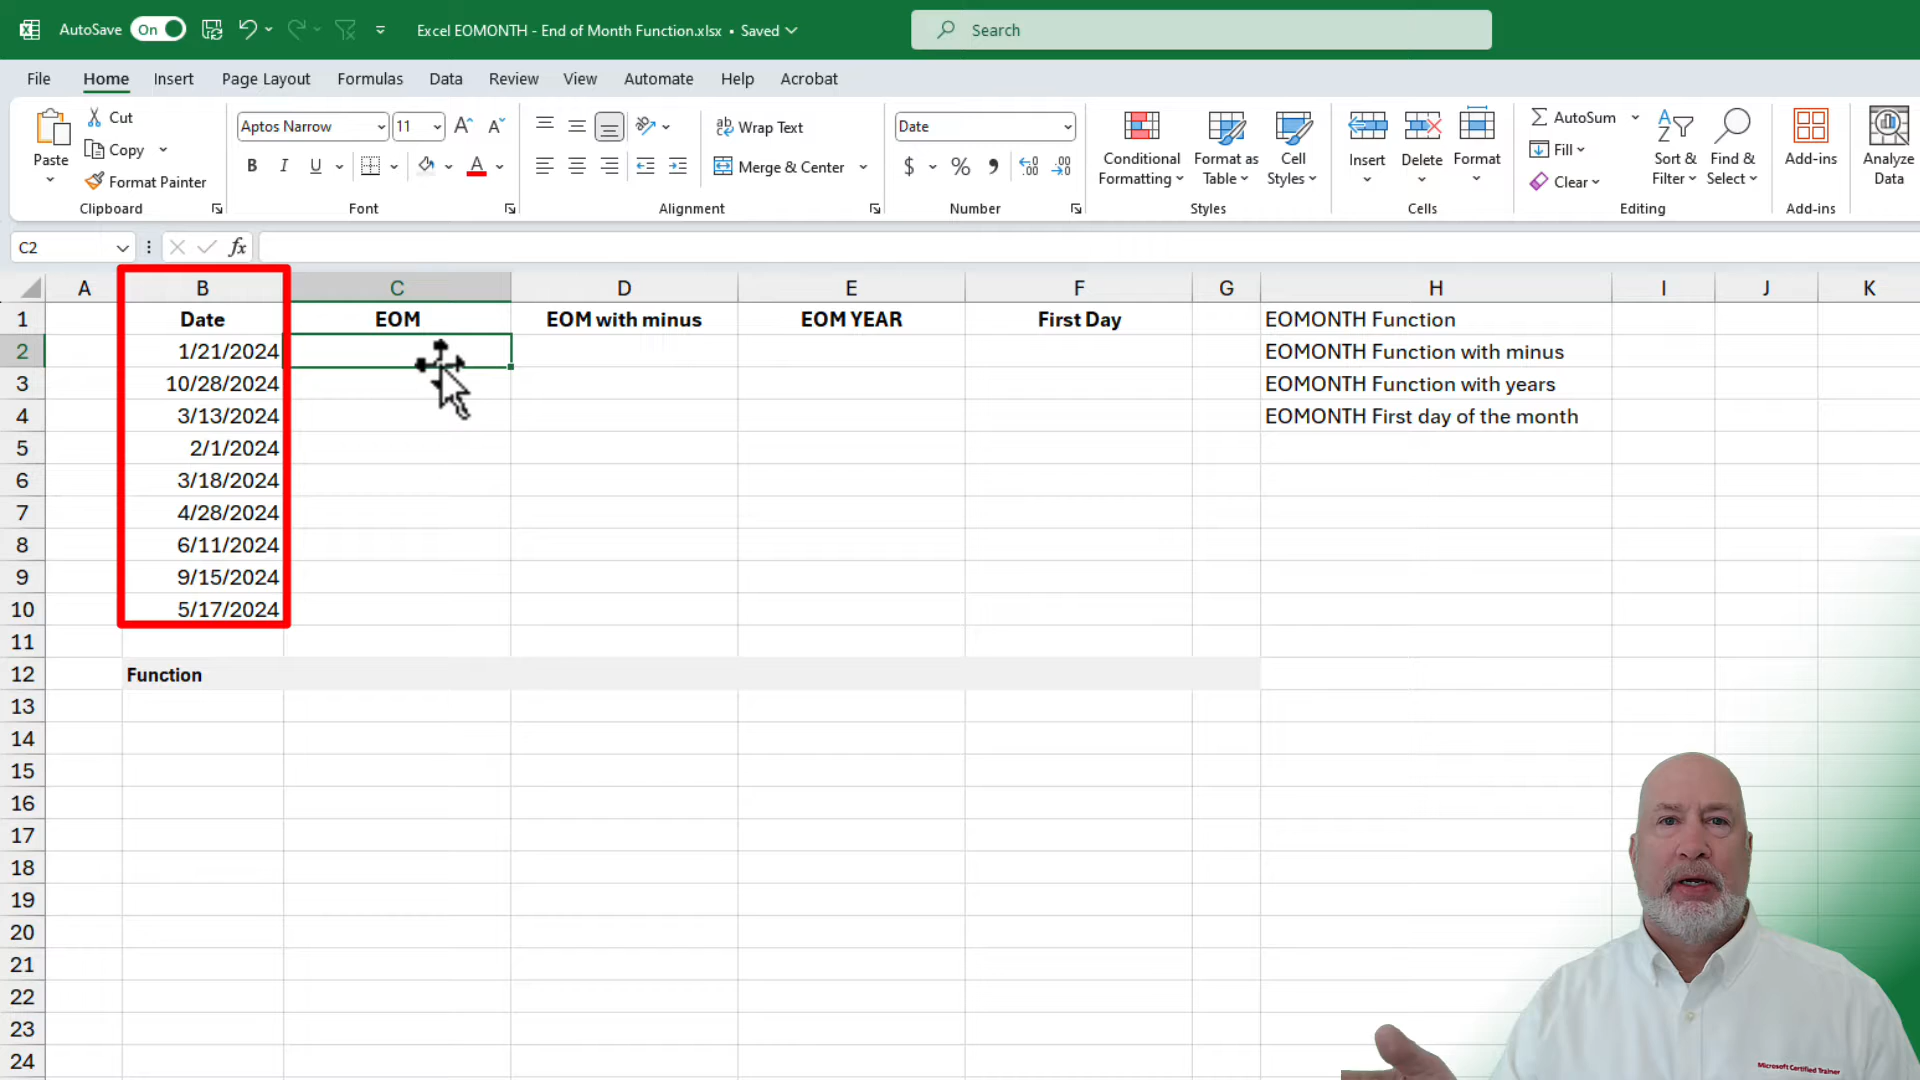 AutoSave On Excel EOMONTH - End of Month Function.xlsx • Saved Search
File Home Insert Page Layout Formulas Data Review View Automate Help Acrobat
Paste Cut Copy Format Painter
Aptos Narrow 11
B I U A
ab Wrap Text
Merge & Center
Date
$ % 9 .00
Conditional Formatting Format as Table Cell Styles
Insert Delete Format
AutoSum Fill Clear
Sort & Filter Find & Select
Add-ins
Analyze Data
Clipboard Font Alignment Number Styles Cells Editing Add-ins
C2 fx
A B C D E F G H I J K
1 Date EOM EOM with minus EOM YEAR First Day EOMONTH Function
2 1/21/2024 EOMONTH Function with minus
3 10/28/2024 EOMONTH Function with years
4 3/13/2024 EOMONTH First day of the month
5 2/1/2024
6 3/18/2024
7 4/28/2024
8 6/11/2024
9 9/15/2024
10 5/17/2024
11
12 Function
13
14
15
16
17
18
19
20
21
22
23
24
Microsoft Certified Trainer